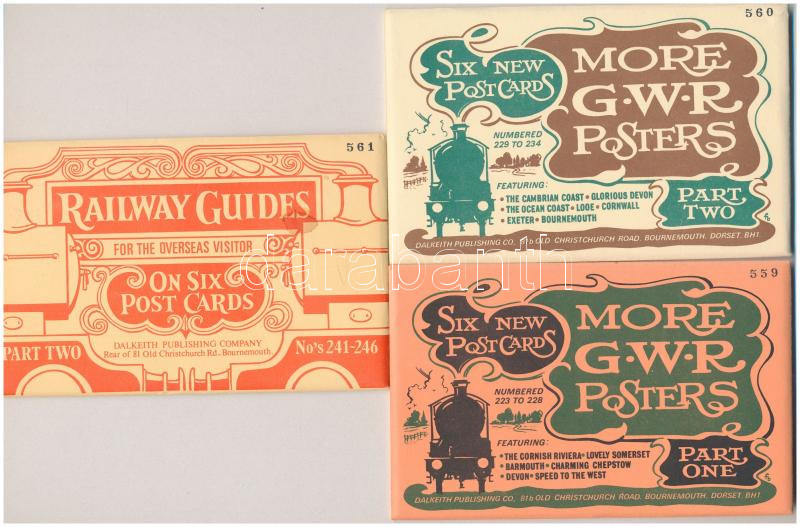 561
RAILWAY GUIDES
FOR THE OVERSEAS VISITOR
ON SIX
POST CARDS
DALKEITH PUBLISHING COMPANY
Rear of 81 Old Christchurch Rd., Bournemouth
PART TWO
No's 241-246
560
SIX NEW
POSTCARDS
MORE
G·W·R
POSTERS
NUMBERED
229 TO 234
FEATURING:
• THE CAMBRIAN COAST • GLORIOUS DEVON
• THE OCEAN COAST • LOOE • CORNWALL
• EXETER • BOURNEMOUTH
PART
TWO
DALKEITH PUBLISHING CO, 81b OLD CHRISTCHURCH ROAD, BOURNEMOUTH, DORSET, BH1.
559
SIX NEW
POSTCARDS
MORE
G·W·R
POSTERS
NUMBERED
223 TO 228
FEATURING:
• THE CORNISH RIVIERA • LOVELY SOMERSET
• BARMOUTH • CHARMING CHEPSTOW
• DEVON • SPEED TO THE WEST
PART
ONE
DALKEITH PUBLISHING CO, 81b OLD CHRISTCHURCH ROAD, BOURNEMOUTH, DORSET, BH1.
darabanth